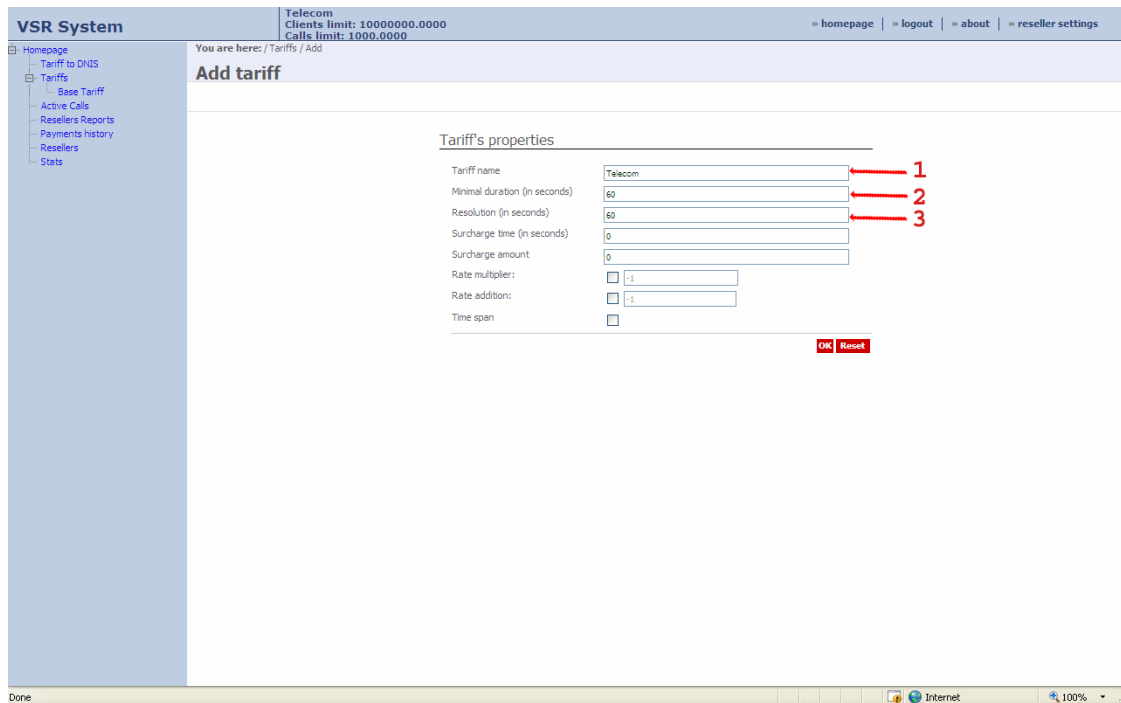 VSR System
Telecom
Clients limit: 10000000.0000
Calls limit: 1000.0000
» homepage | » logout | » about | » reseller settings
Homepage
Tariff to DNIS
Tariffs
Base Tariff
Active Calls
Resellers Reports
Payments history
Resellers
Stats
You are here: / Tariffs / Add
Add tariff
Tariff's properties
Tariff name Telecom 1
Minimal duration (in seconds) 60 2
Resolution (in seconds) 60 3
Surcharge time (in seconds) 0
Surcharge amount 0
Rate multiplier: -1
Rate addition: -1
Time span
OK Reset
Done Internet 100%